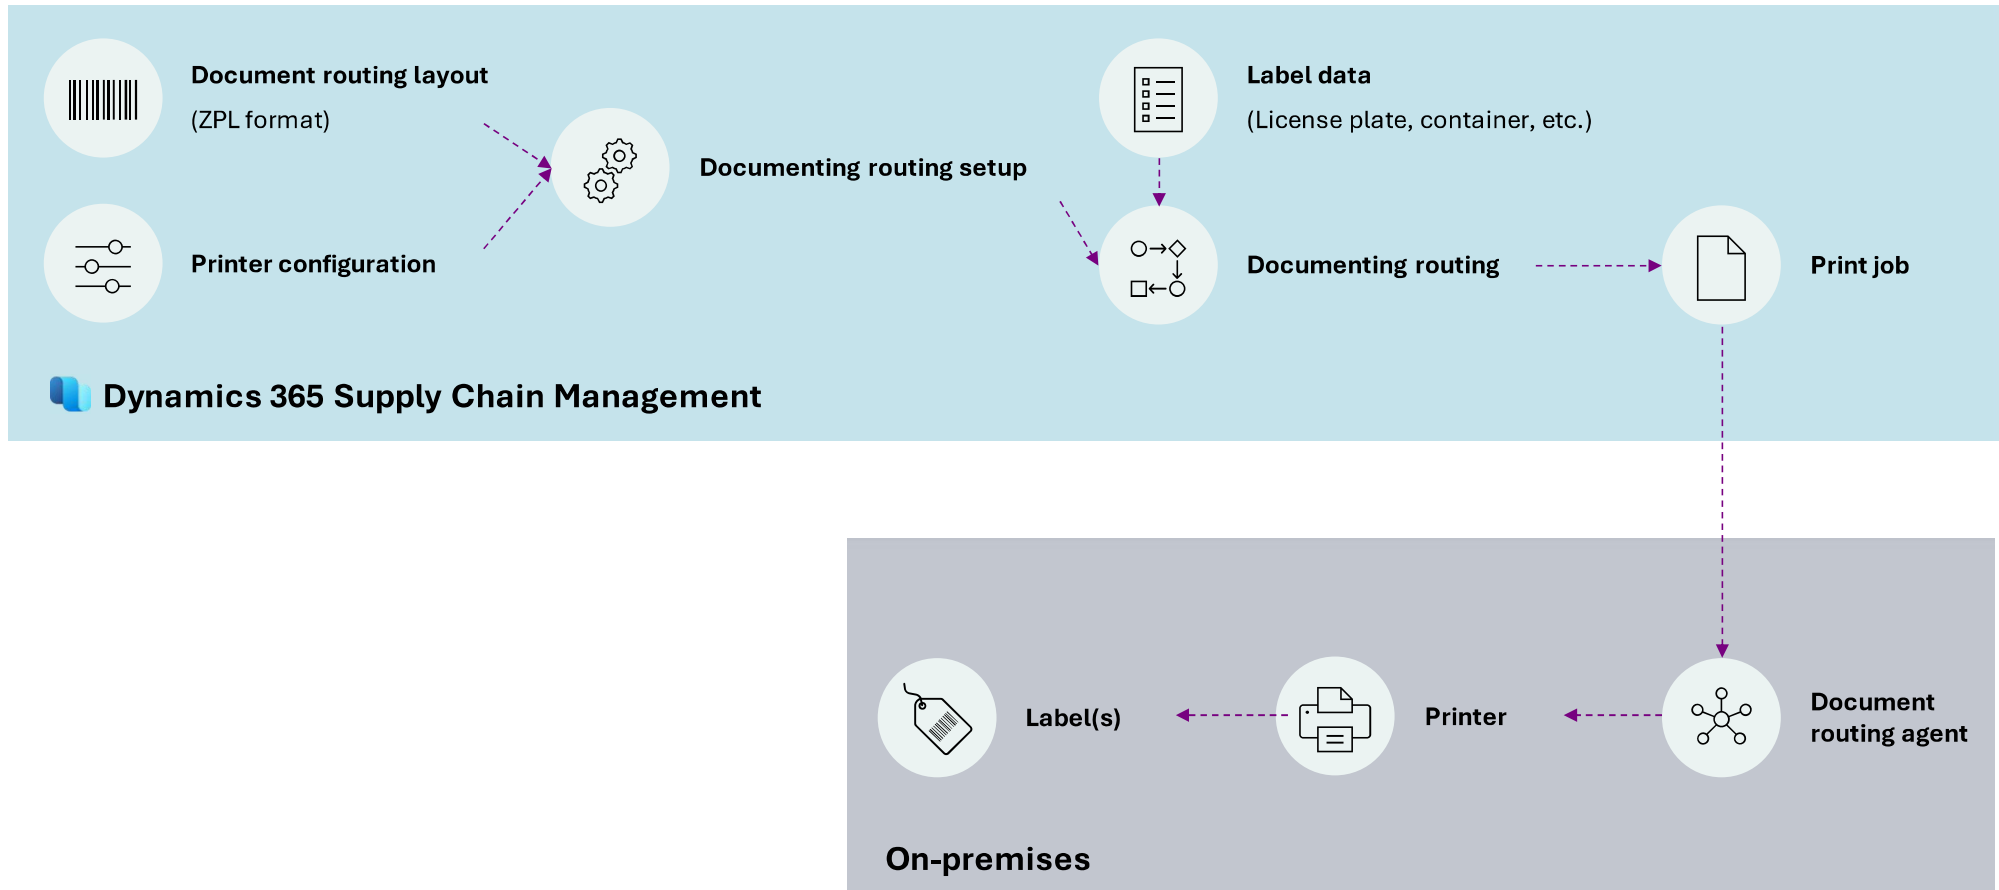 Document routing layout
(ZPL format)
Printer configuration
Documenting routing setup
Label data
(License plate, container, etc.)
Documenting routing
Print job
Dynamics 365 Supply Chain Management
Label(s)
Printer
Document
routing agent
On-premises